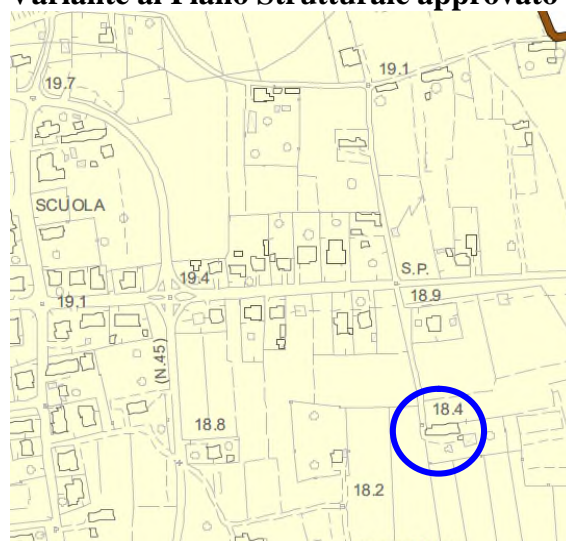 Variante al Piano Strutturale approvato
19.7
19.1
SCUOLA
19.4
S.P.
19.1
18.9
(N.45)
18.8
18.4
18.2